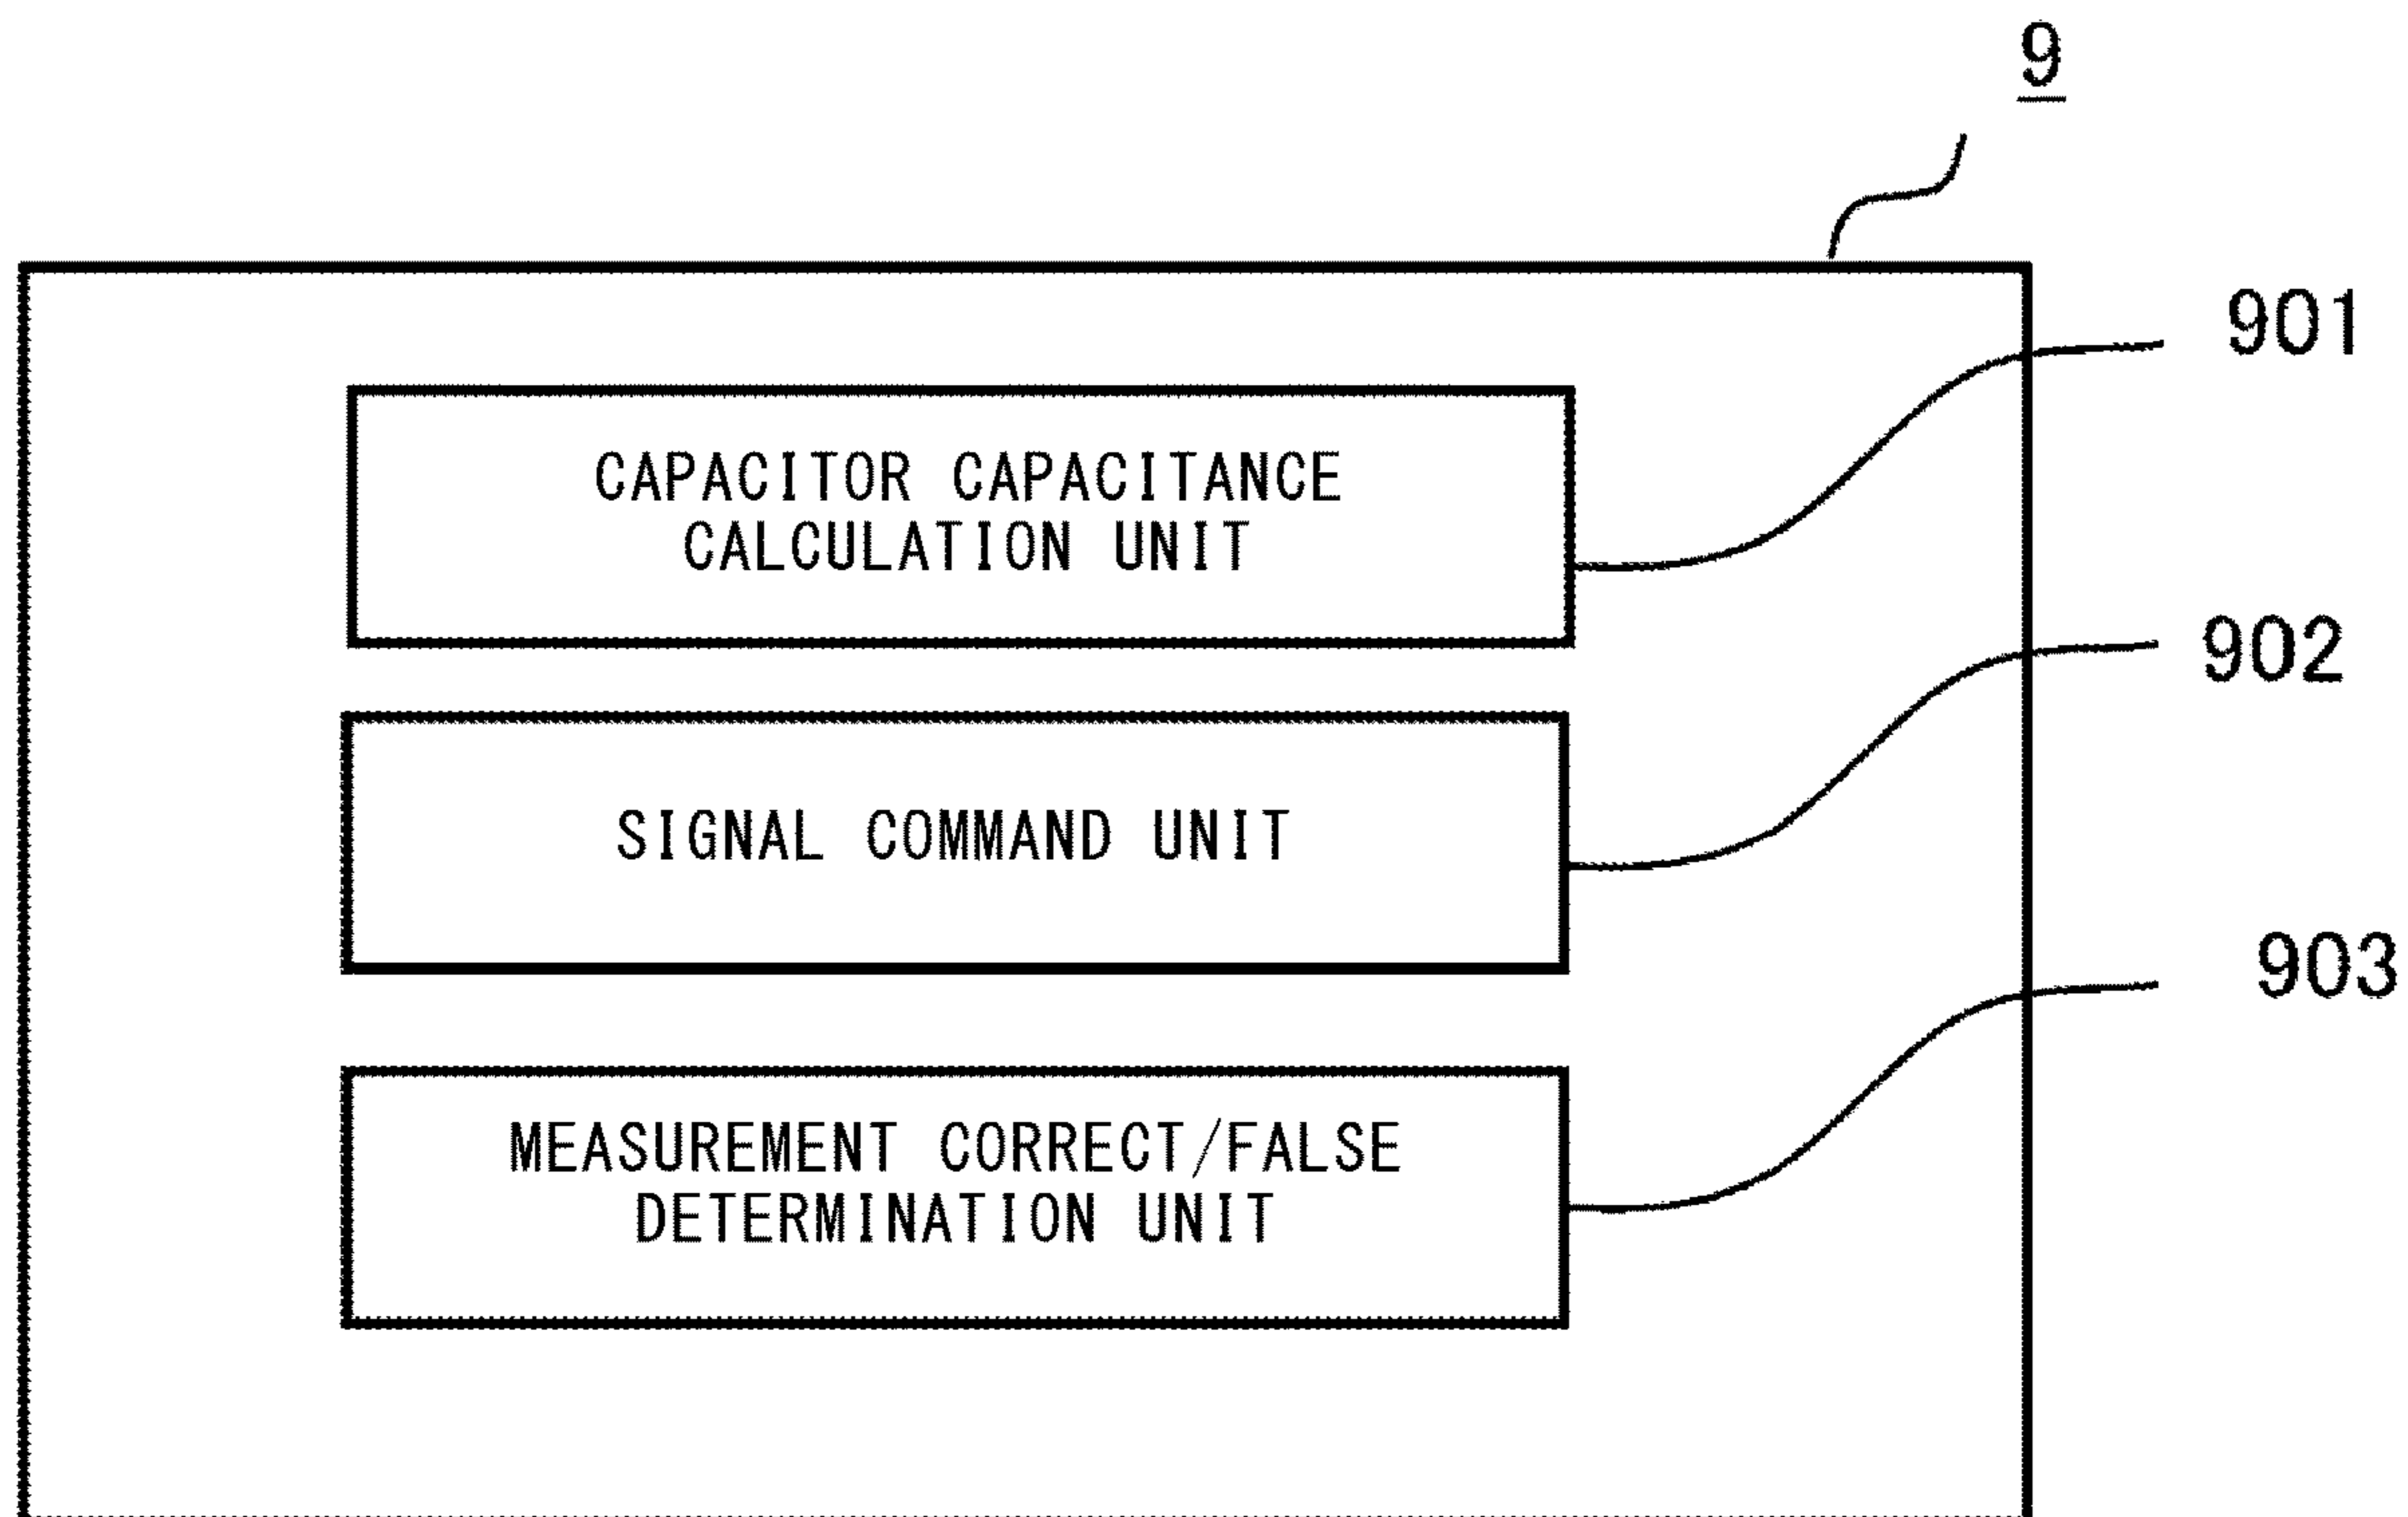 9
901
CAPACITOR CAPACITANCE
CALCULATION UNIT
902
SIGNAL COMMAND UNIT
903
MEASUREMENT CORRECT/FALSE
DETERMINATION UNIT